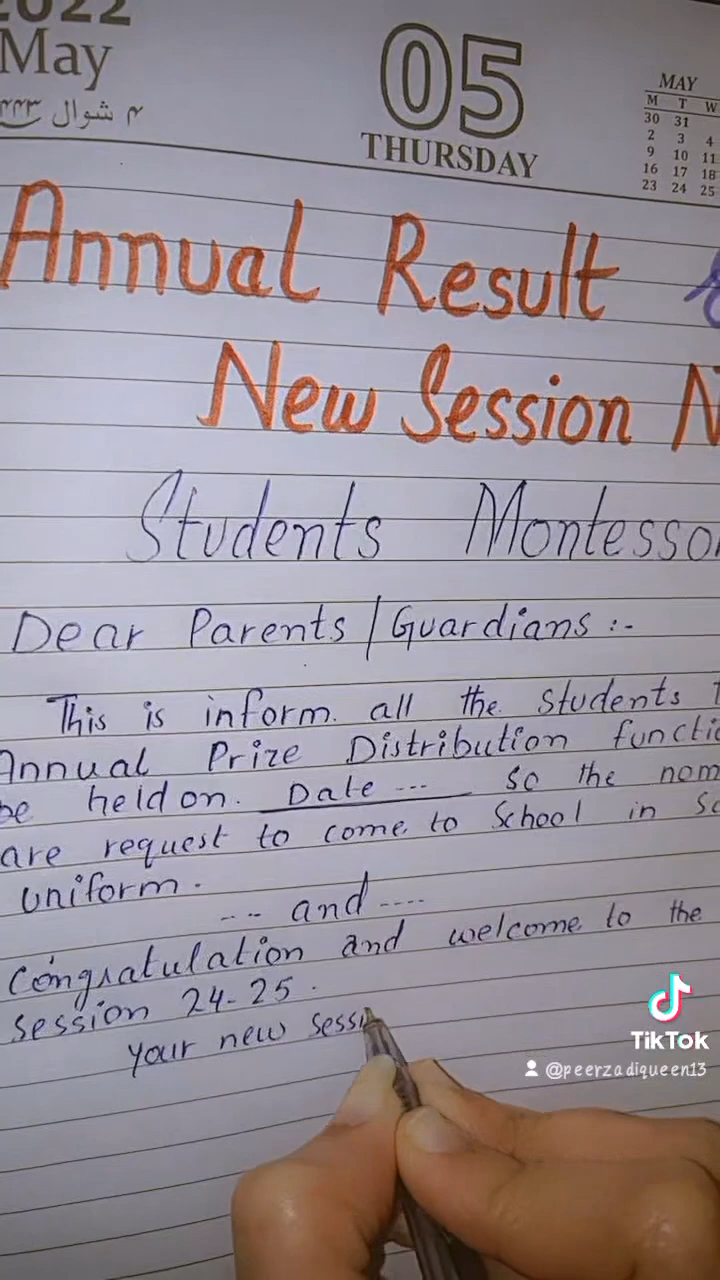 2022
May
۴ شوال ۱۴۴۳
05
THURSDAY
MAY
M T W
30 31
2 3 4
9 10 11
16 17 18
23 24 25
Annual Result
New Session N
Students Montessor
Dear Parents / Guardians :-
This is inform. all the Students t
Annual Prize Distribution functio
be held on. Date --- so the nom
are request to come to School in Sc
uniform.
--- and ----
Congratulation and welcome to the
session 24-25.
your new sessi
TikTok
@peerzadiqueen13